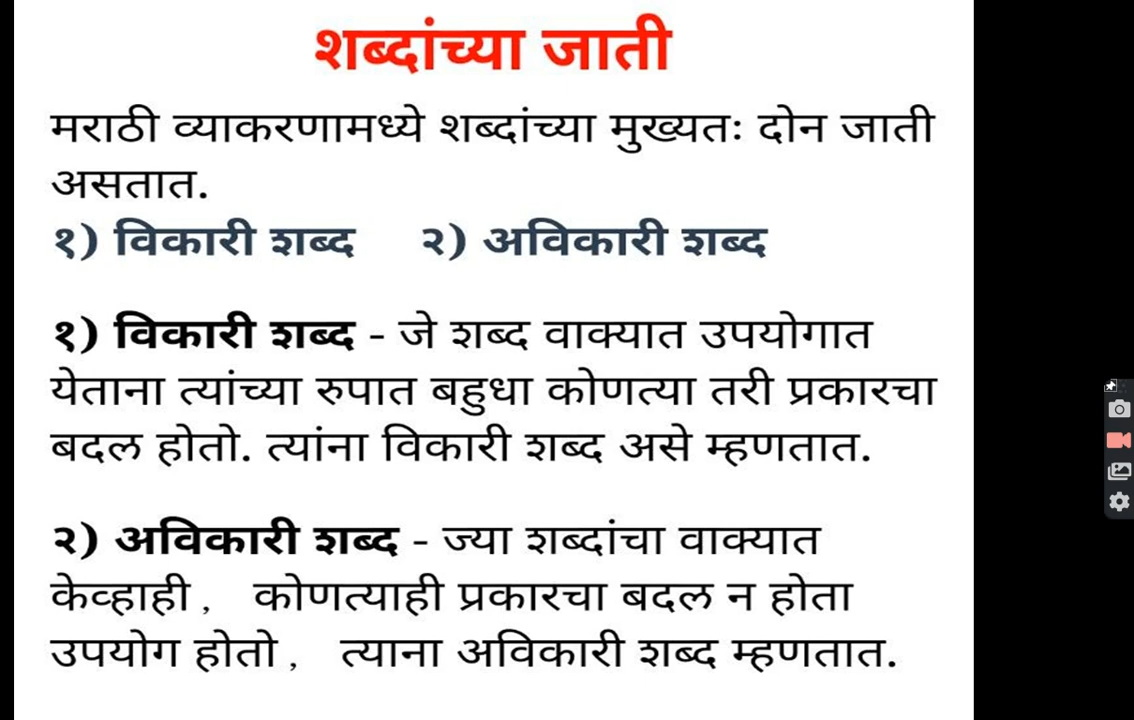 शब्दांच्या जाती
मराठी व्याकरणामध्ये शब्दांच्या मुख्यतः दोन जाती
असतात.
१) विकारी शब्द २) अविकारी शब्द
१) विकारी शब्द - जे शब्द वाक्यात उपयोगात
येताना त्यांच्या रुपात बहुधा कोणत्या तरी प्रकारचा
बदल होतो. त्यांना विकारी शब्द असे म्हणतात.
२) अविकारी शब्द - ज्या शब्दांचा वाक्यात
केव्हाही , कोणत्याही प्रकारचा बदल न होता
उपयोग होतो , त्याना अविकारी शब्द म्हणतात.